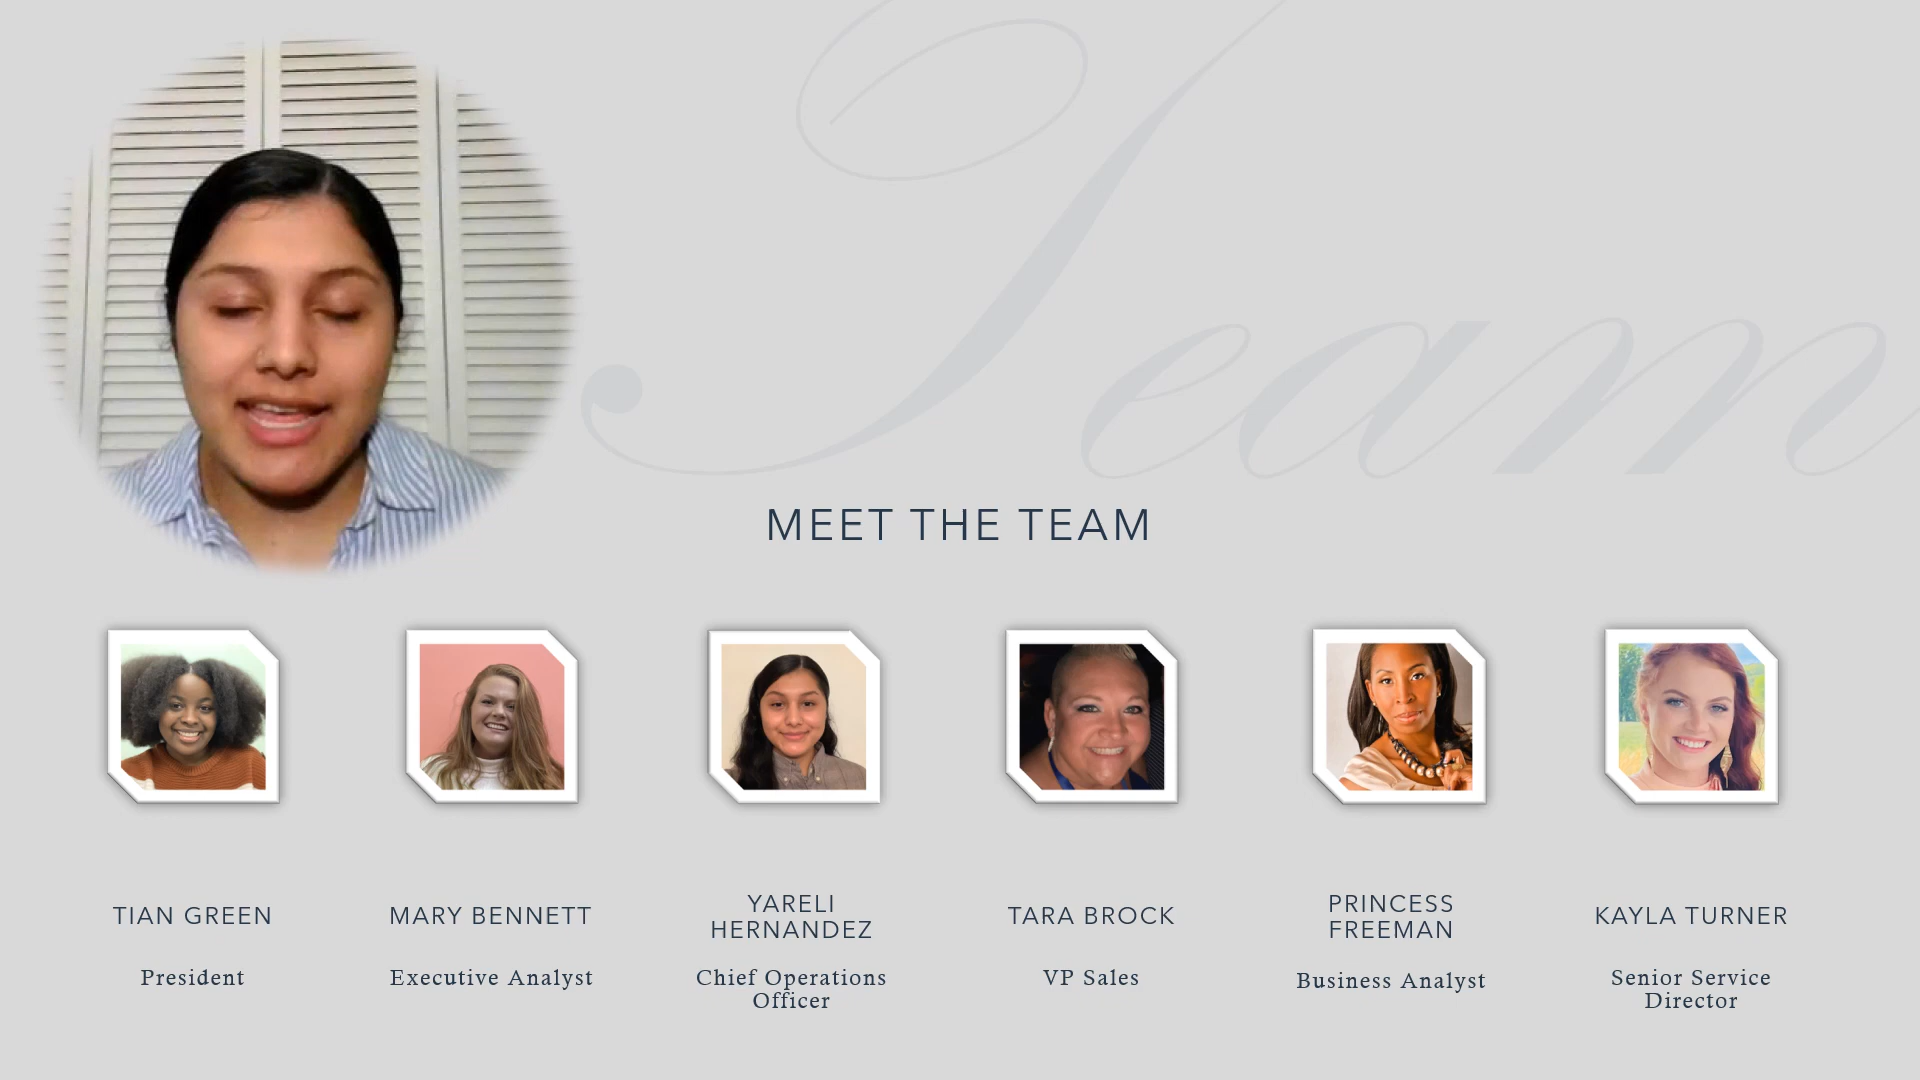 Team
MEET THE TEAM
TIAN GREEN
President
MARY BENNETT
Executive Analyst
YARELI
HERNANDEZ
Chief Operations
Officer
TARA BROCK
VP Sales
PRINCESS
FREEMAN
Business Analyst
KAYLA TURNER
Senior Service
Director